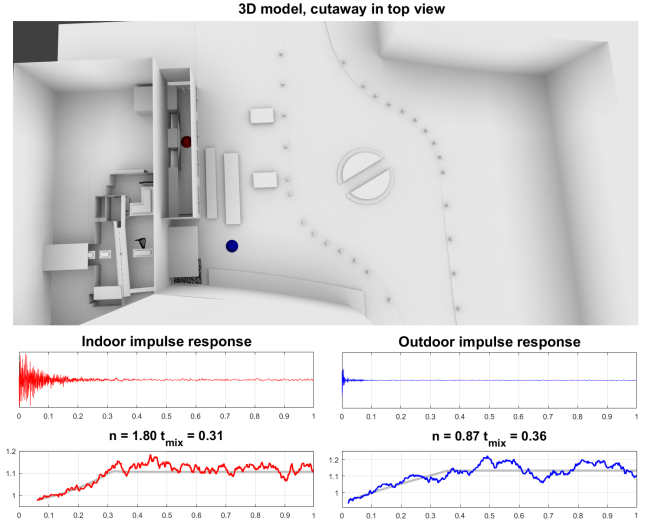 3D model, cutaway in top view
Indoor impulse response
0 0.1 0.2 0.3 0.4 0.5 0.6 0.7 0.8 0.9 1
n = 1.80 t_mix = 0.31
1.2
1.1
1
0 0.1 0.2 0.3 0.4 0.5 0.6 0.7 0.8 0.9 1
Outdoor impulse response
0 0.1 0.2 0.3 0.4 0.5 0.6 0.7 0.8 0.9 1
n = 0.87 t_mix = 0.36
1.2
1.1
1
0 0.1 0.2 0.3 0.4 0.5 0.6 0.7 0.8 0.9 1